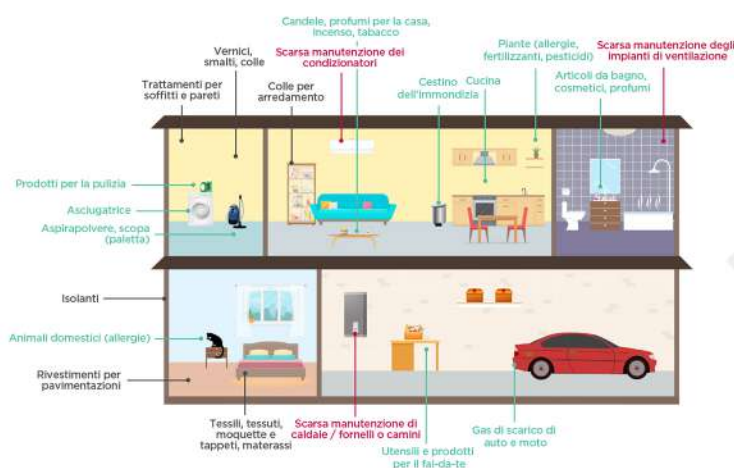 Candele, profumi per la casa,
incenso, tabacco
Vernici,
smalti, colle
Scarsa manutenzione dei
condizionatori
Piante (allergie,
fertilizzanti, pesticidi)
Scarsa manutenzione degli
impianti di ventilazione
Trattamenti per
soffitti e pareti
Colle per
arredamento
Cestino
dell'immondizia
Cucina
Articoli da bagno,
cosmetici, profumi
Prodotti per la pulizia
Asciugatrice
Aspirapolvere, scopa
(paletta)
Isolanti
Animali domestici (allergie)
Rivestimenti per
pavimentazioni
Tessili, tessuti,
moquette e
tappeti, materassi
Scarsa manutenzione di
caldaie / fornelli o camini
Utensili e prodotti
per il fai-da-te
Gas di scarico di
auto e moto